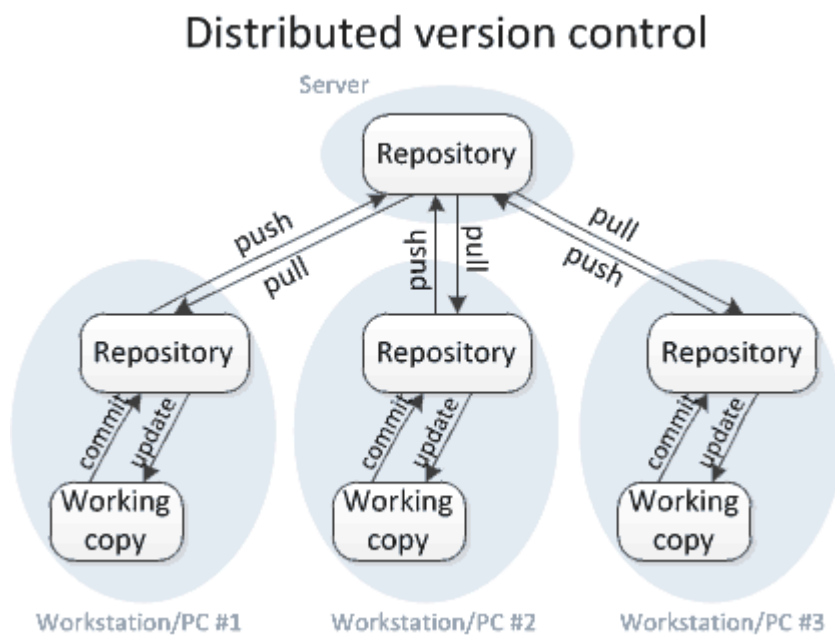 Distributed version control
Server
Repository
push
pull
push
pull
pull
push
Repository
Repository
Repository
commit
update
commit
update
commit
update
Working
copy
Working
copy
Working
copy
Workstation/PC #1
Workstation/PC #2
Workstation/PC #3